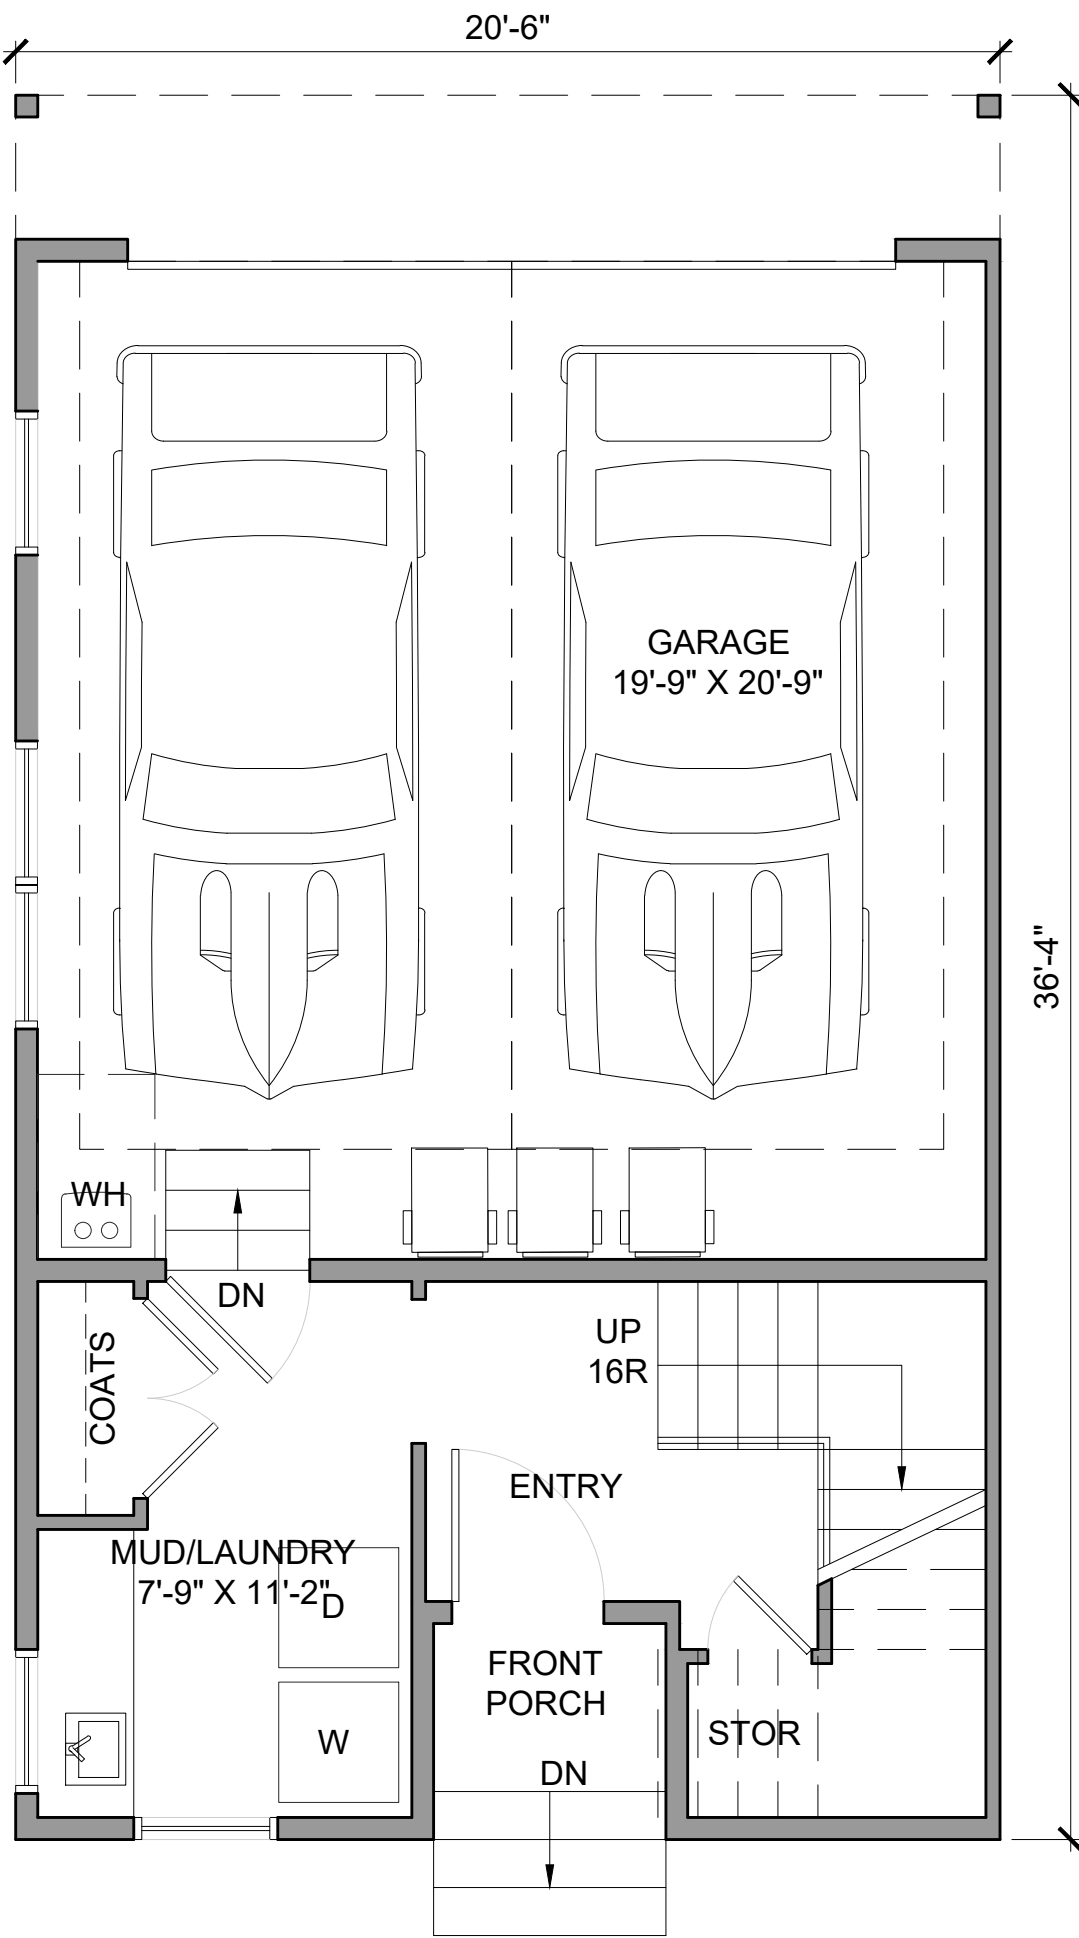 20'-6"
GARAGE
19'-9" X 20'-9"
36'-4"
WH
DN
UP
16R
COATS
ENTRY
MUD/LAUNDRY
7'-9" X 11'-2"
D
FRONT
PORCH
STOR
W
DN